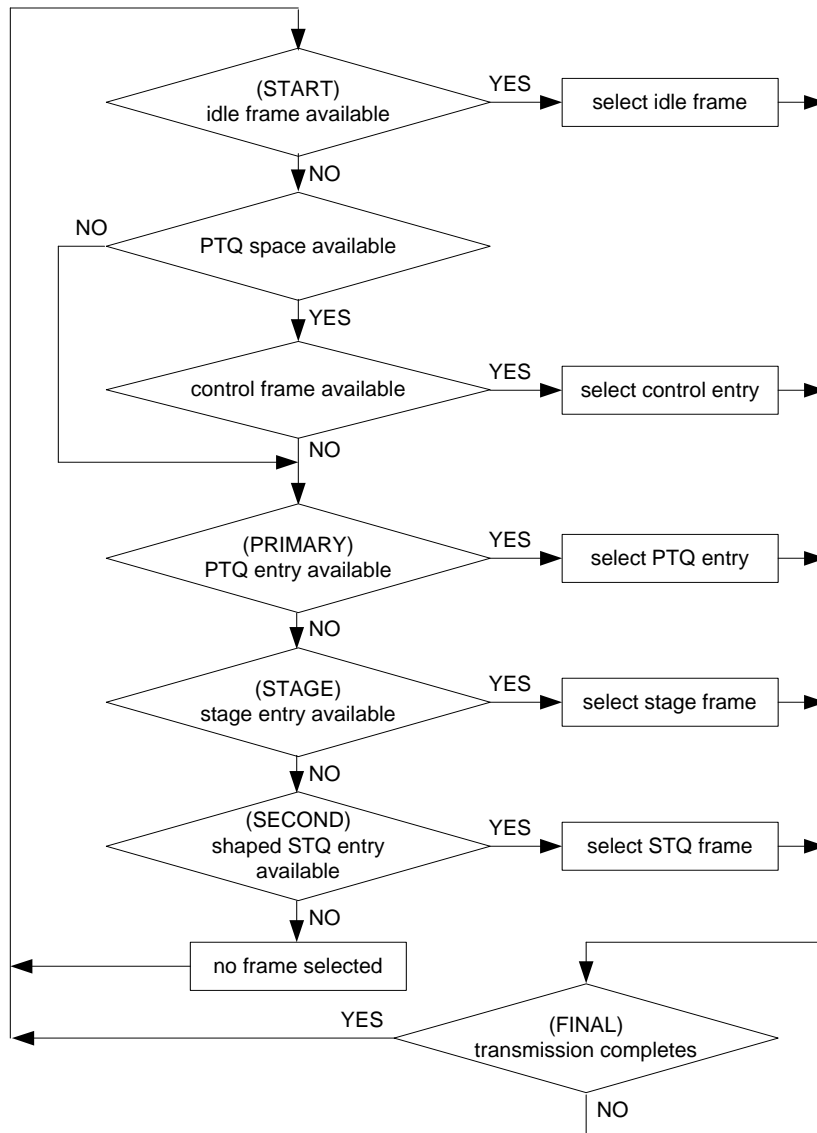 (START)
idle frame available
YES
select idle frame
NO
NO
PTQ space available
YES
control frame available
YES
select control entry
NO
(PRIMARY)
PTQ entry available
YES
select PTQ entry
NO
(STAGE)
stage entry available
YES
select stage frame
NO
(SECOND)
shaped STQ entry
available
YES
select STQ frame
NO
no frame selected
YES
(FINAL)
transmission completes
NO